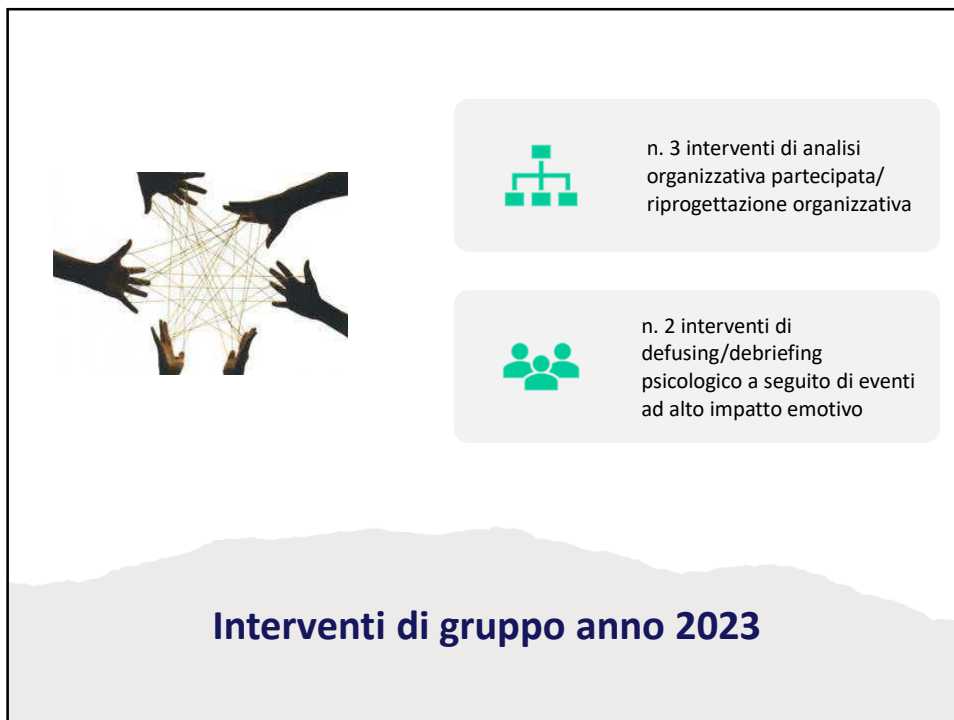 n. 3 interventi di analisi
organizzativa partecipata/
riprogettazione organizzativa
n. 2 interventi di
defusing/debriefing
psicologico a seguito di eventi
ad alto impatto emotivo
Interventi di gruppo anno 2023